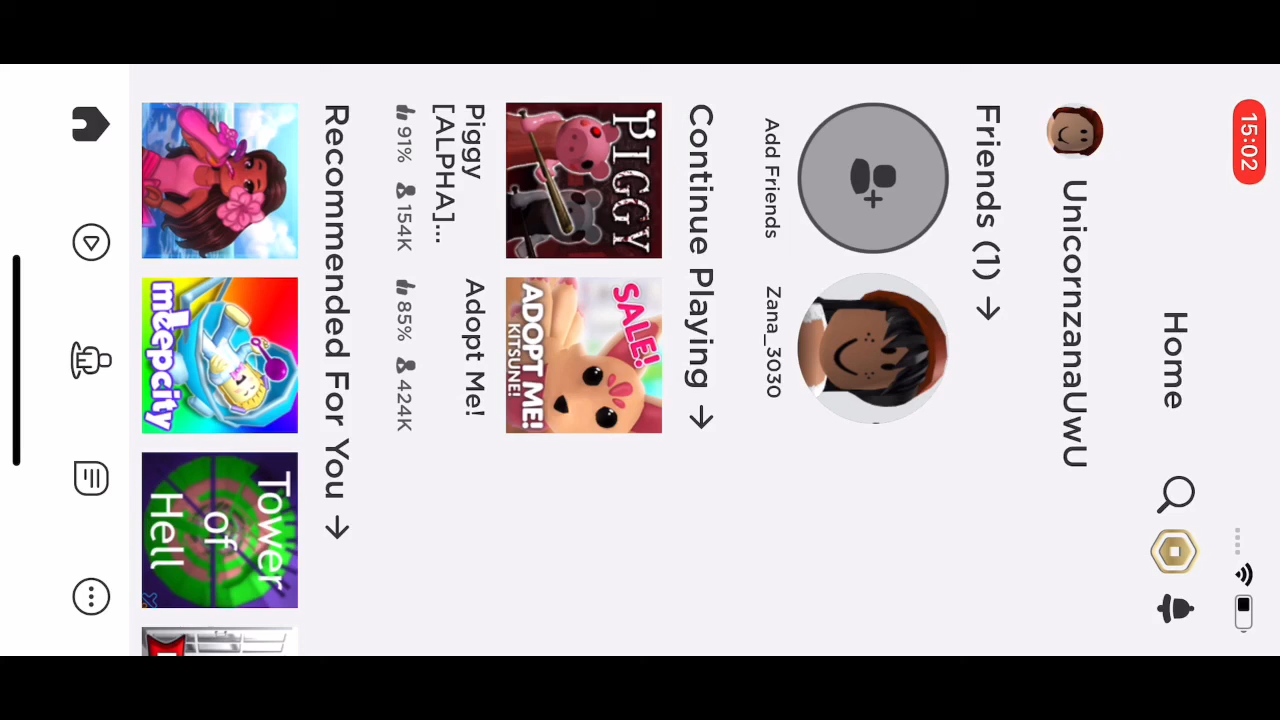 15:02
Home
UnicornzanaUwU
Friends (1)
Add Friends
Zana_3030
Continue Playing
PIGGY
SALE!
ADOPT ME!
KITSUNE!
Piggy
[ALPHA]...
91% 154K
Adopt Me!
85% 424K
Recommended For You
meepcity
Tower
of
Hell